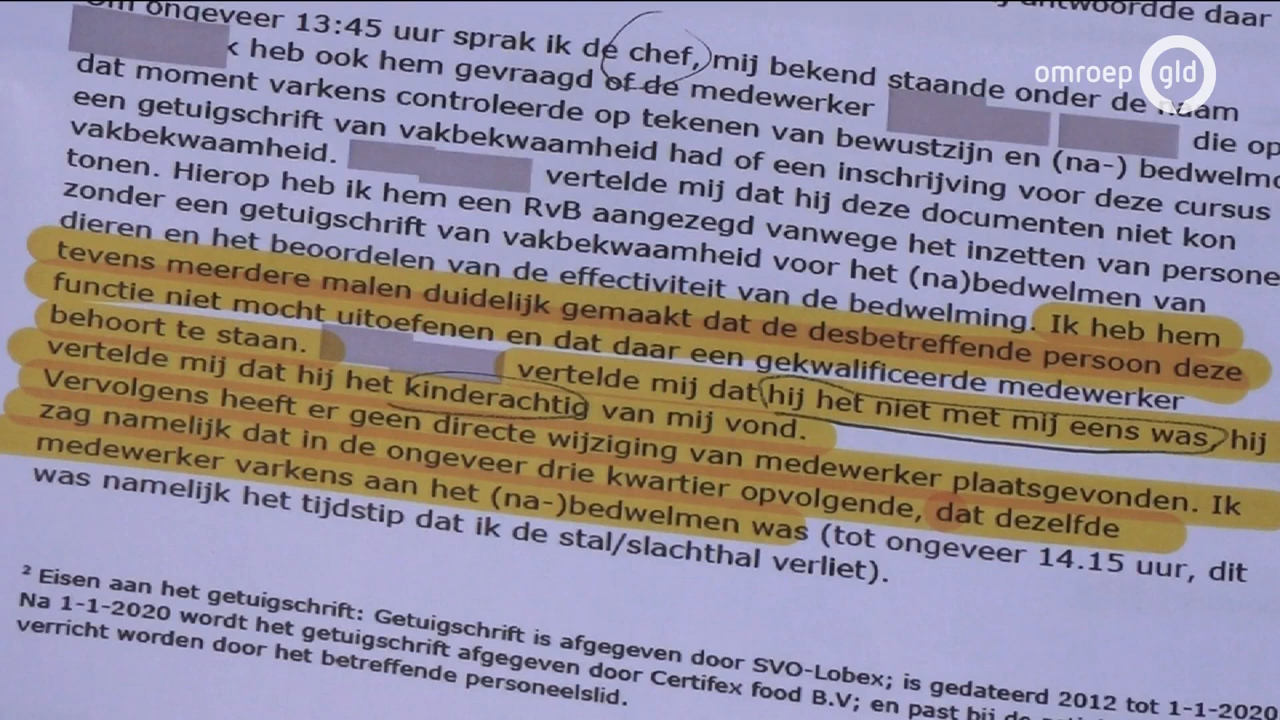 antwoordde daar
Om ongeveer 13:45 uur sprak ik de chef, mij bekend staande onder de naam
k heb ook hem gevraagd of de medewerker die op
dat moment varkens controleerde op tekenen van bewustzijn en (na-) bedwelmd
een getuigschrift van vakbekwaamheid had of een inschrijving voor deze cursus
vakbekwaamheid. vertelde mij dat hij deze documenten niet kon
tonen. Hierop heb ik hem een RvB aangezegd vanwege het inzetten van persone
zonder een getuigschrift van vakbekwaamheid voor het (na)bedwelmen van
dieren en het beoordelen van de effectiviteit van de bedwelming. Ik heb hem
tevens meerdere malen duidelijk gemaakt dat de desbetreffende persoon deze
functie niet mocht uitoefenen en dat daar een gekwalificeerde medewerker
behoort te staan. vertelde mij dat hij het niet met mij eens was, hij
vertelde mij dat hij het kinderachtig van mij vond.
Vervolgens heeft er geen directe wijziging van medewerker plaatsgevonden. Ik
zag namelijk dat in de ongeveer drie kwartier opvolgende, dat dezelfde
medewerker varkens aan het (na-)bedwelmen was (tot ongeveer 14.15 uur, dit
was namelijk het tijdstip dat ik de stal/slachthal verliet).
² Eisen aan het getuigschrift: Getuigschrift is afgegeven door SVO-Lobex; is gedateerd 2012 tot 1-1-2020
Na 1-1-2020 wordt het getuigschrift afgegeven door Certifex food B.V; en past bij de
verricht worden door het betreffende personeelslid.
omroep gld